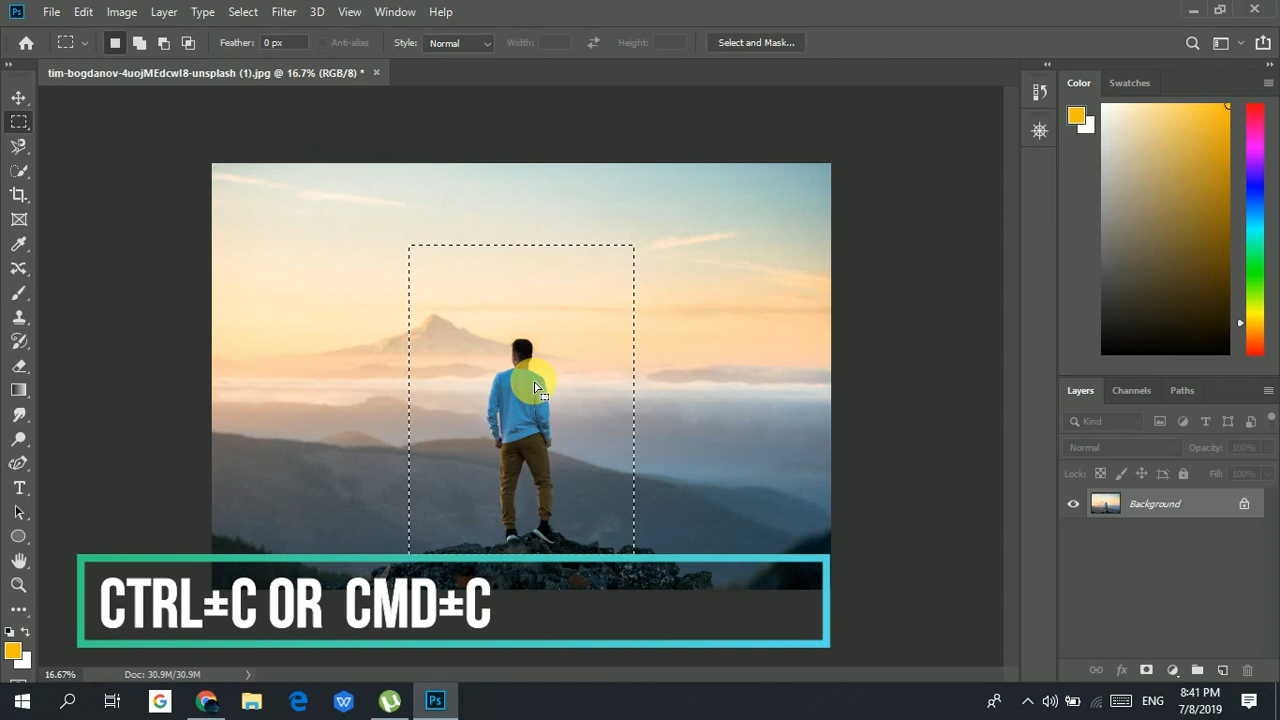 Ps File Edit Image Layer Type Select Filter 3D View Window Help
Feather: 0 px Anti-alias Style: Normal Width: Height: Select and Mask...
tim-bogdanov-4uojMEdcwI8-unsplash (1).jpg @ 16.7% (RGB/8) *
Color Swatches
Layers Channels Paths
Kind
Normal Opacity: 100%
Lock: Fill: 100%
Background
CTRL±C OR CMD±C
16.67% Doc: 30.9M/30.9M
ENG
8:41 PM
7/8/2019